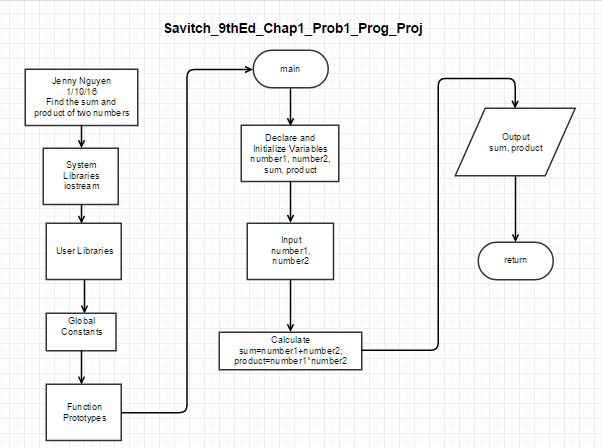 Savitch_9thEd_Chap1_Prob1_Prog_Proj
Jenny Nguyen
1/10/16
Find the sum and
product of two numbers
System
Libraries
iostream
User Libraries
Global
Constants
Function
Prototypes
main
Declare and
Initialize Variables
number1, number2,
sum, product
Input
number1,
number2
Calculate
sum=number1+number2;
product=number1*number2
Output
sum, product
return